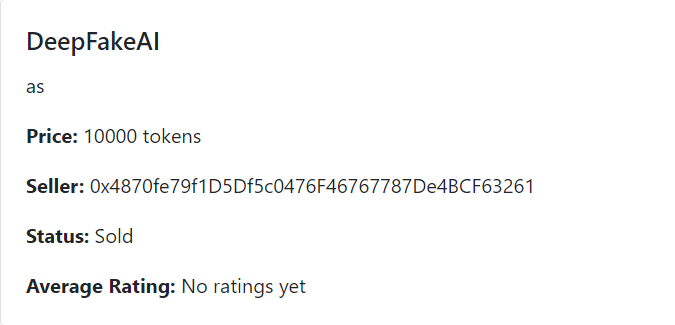 DeepFakeAI
as
Price: 10000 tokens
Seller: 0x4870fe79f1D5Df5c0476F46767787De4BCF63261
Status: Sold
Average Rating: No ratings yet